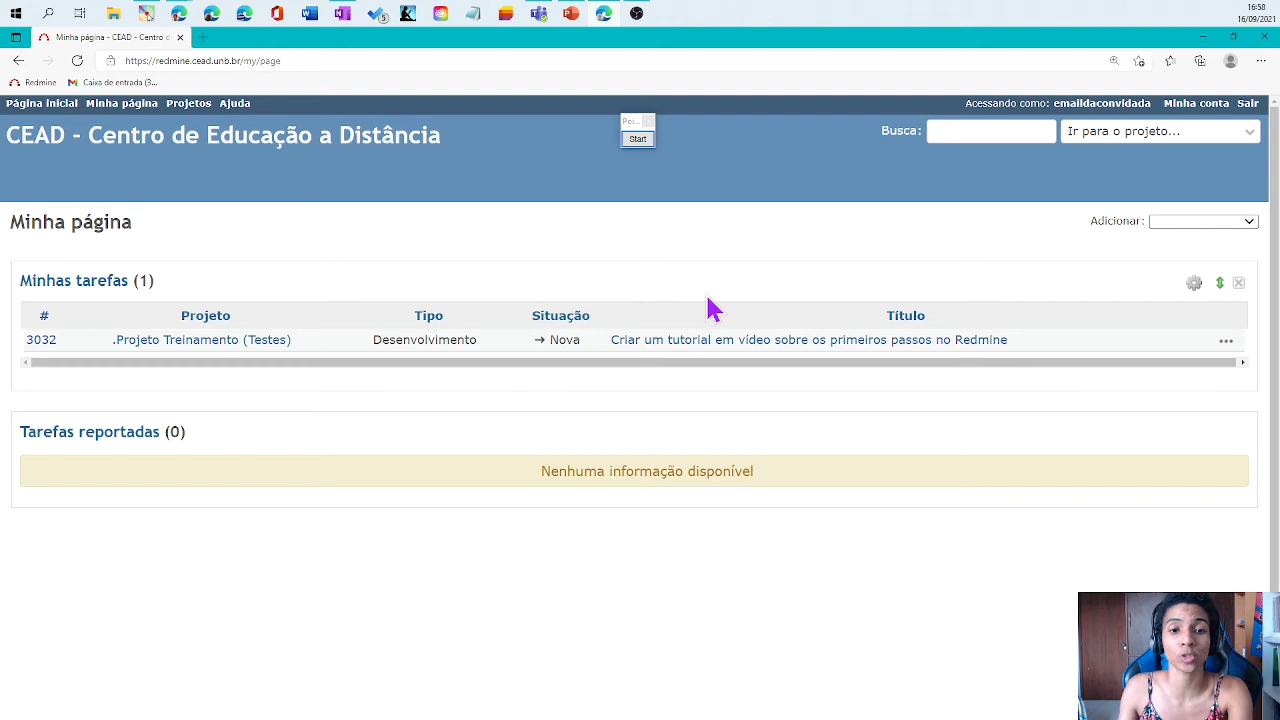 16:58
16/09/2021
5
Minha página - CEAD - Centro d
https://redmine.cead.unb.br/my/page
Redmine Caixa de entrada (3...
Página inicial Minha página Projetos Ajuda
Acessando como: emaildaconvidada Minha conta Sair
CEAD - Centro de Educação a Distância
Poi...
Start
Busca:
Ir para o projeto...
Minha página
Adicionar:
Minhas tarefas (1)
# Projeto Tipo Situação Título
3032 .Projeto Treinamento (Testes) Desenvolvimento → Nova Criar um tutorial em vídeo sobre os primeiros passos no Redmine
Tarefas reportadas (0)
Nenhuma informação disponível